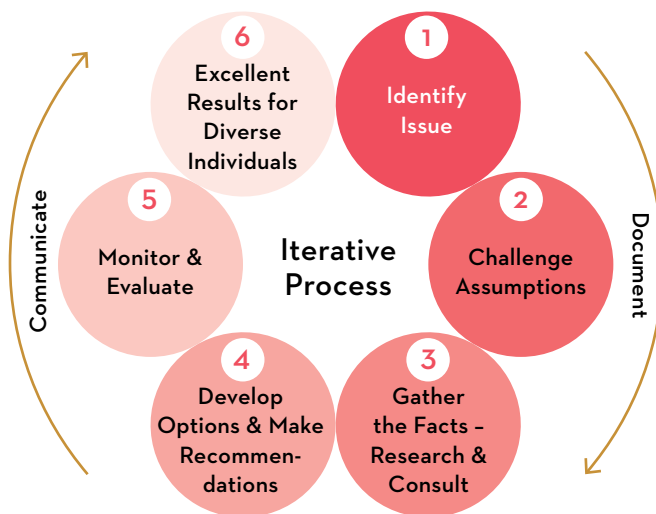 6
Excellent
Results for
Diverse
Individuals
1
Identify
Issue
5
Monitor &
Evaluate
Iterative
Process
2
Challenge
Assumptions
4
Develop
Options & Make
Recommen-
dations
3
Gather
the Facts –
Research &
Consult
Communicate
Document